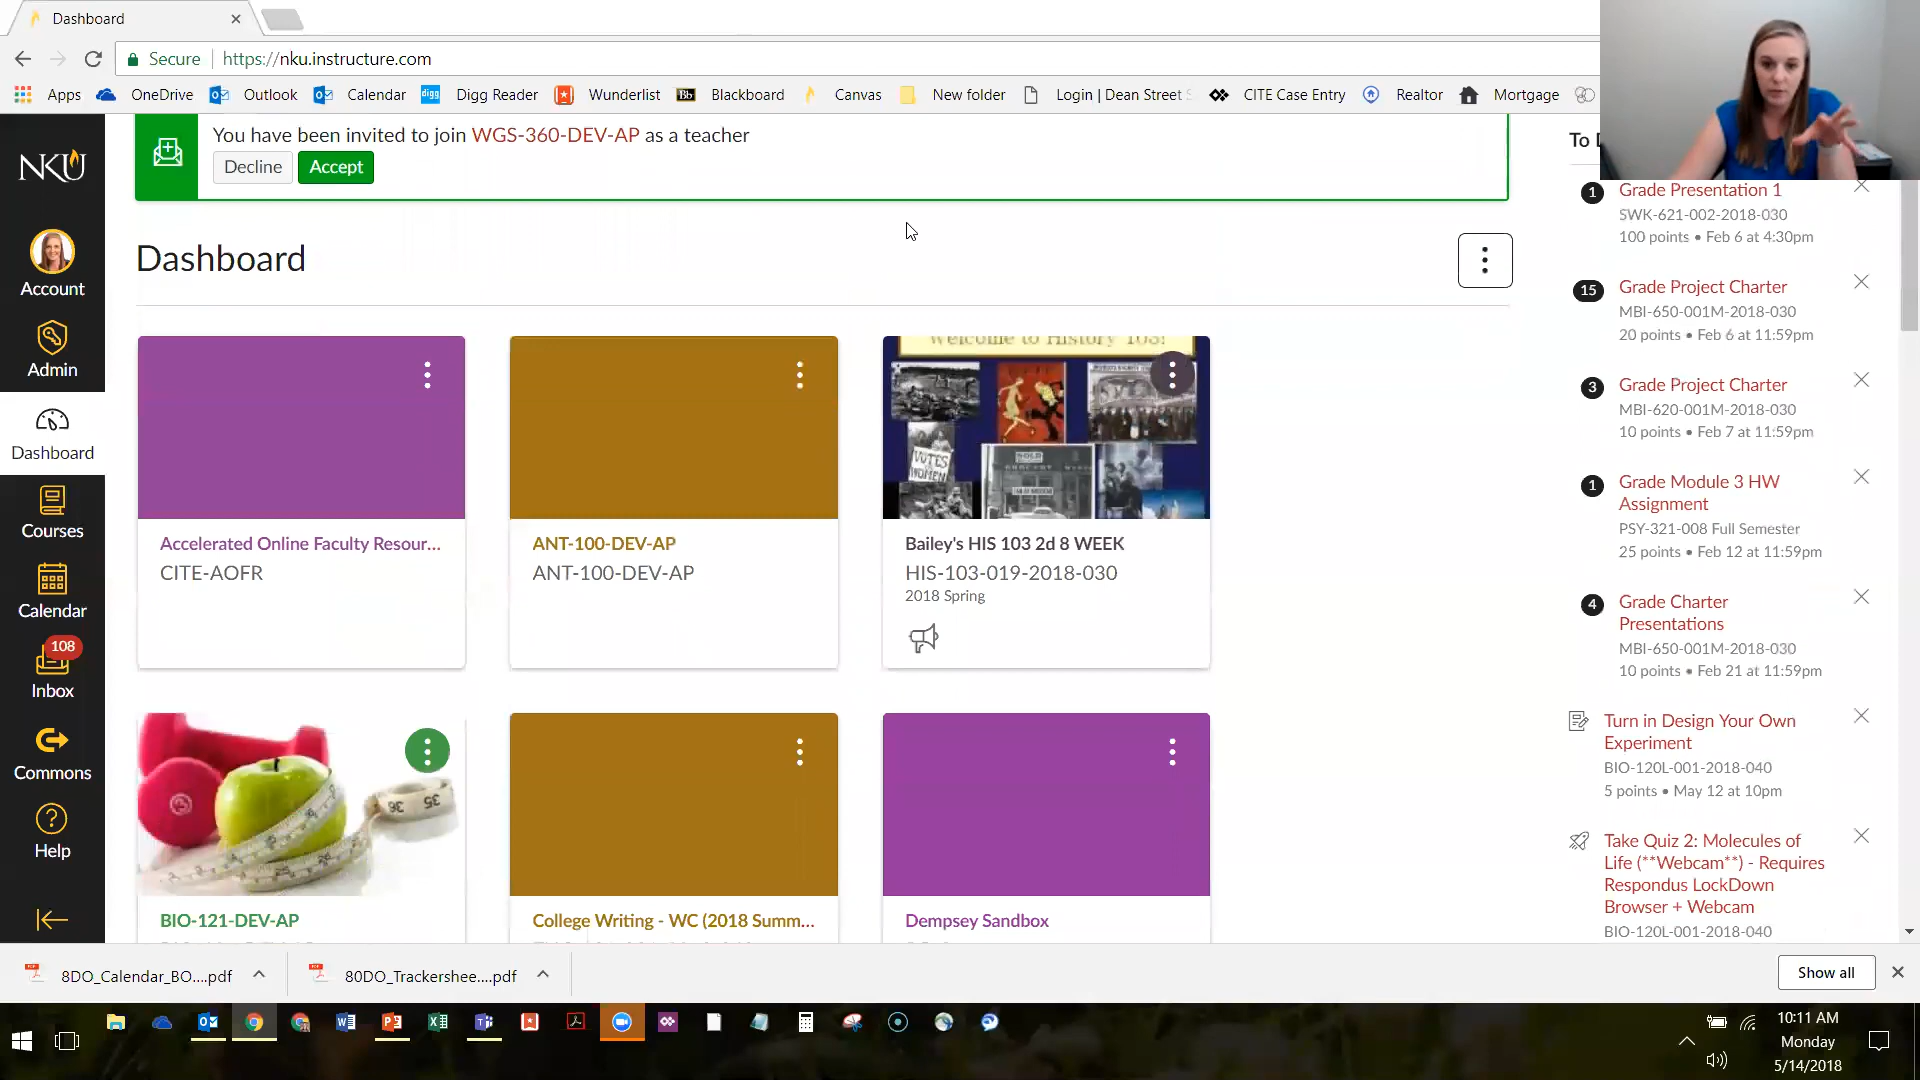 Dashboard
Secure https://nku.instructure.com
Apps OneDrive Outlook Calendar Digg Reader Wunderlist Blackboard Canvas New folder Login | Dean Street CITE Case Entry Realtor Mortgage
You have been invited to join WGS-360-DEV-AP as a teacher
Decline Accept
NKU
Account
Admin
Dashboard
Courses
Calendar
108
Inbox
Commons
Help
Dashboard
Accelerated Online Faculty Resour...
CITE-AOFR
ANT-100-DEV-AP
ANT-100-DEV-AP
Welcome to History 103!
VOTES
WOMEN
Bailey's HIS 103 2d 8 WEEK
HIS-103-019-2018-030
2018 Spring
36 35
BIO-121-DEV-AP
College Writing - WC (2018 Summ...
Dempsey Sandbox
To
1 Grade Presentation 1
SWK-621-002-2018-030
100 points • Feb 6 at 4:30pm
15 Grade Project Charter
MBI-650-001M-2018-030
20 points • Feb 6 at 11:59pm
3 Grade Project Charter
MBI-620-001M-2018-030
10 points • Feb 7 at 11:59pm
1 Grade Module 3 HW
Assignment
PSY-321-008 Full Semester
25 points • Feb 12 at 11:59pm
4 Grade Charter
Presentations
MBI-650-001M-2018-030
10 points • Feb 21 at 11:59pm
Turn in Design Your Own
Experiment
BIO-120L-001-2018-040
5 points • May 12 at 10pm
Take Quiz 2: Molecules of
Life (**Webcam**) - Requires
Respondus LockDown
Browser + Webcam
BIO-120L-001-2018-040
8DO_Calendar_BO....pdf 80DO_Trackershee....pdf Show all
10:11 AM
Monday
5/14/2018